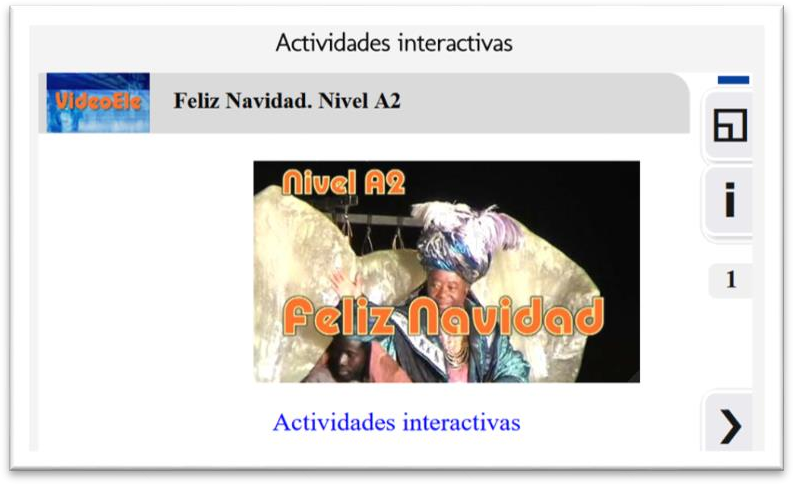 Actividades interactivas
VideoEle
Feliz Navidad. Nivel A2
Nivel A2
i
1
Feliz Navidad
Actividades interactivas